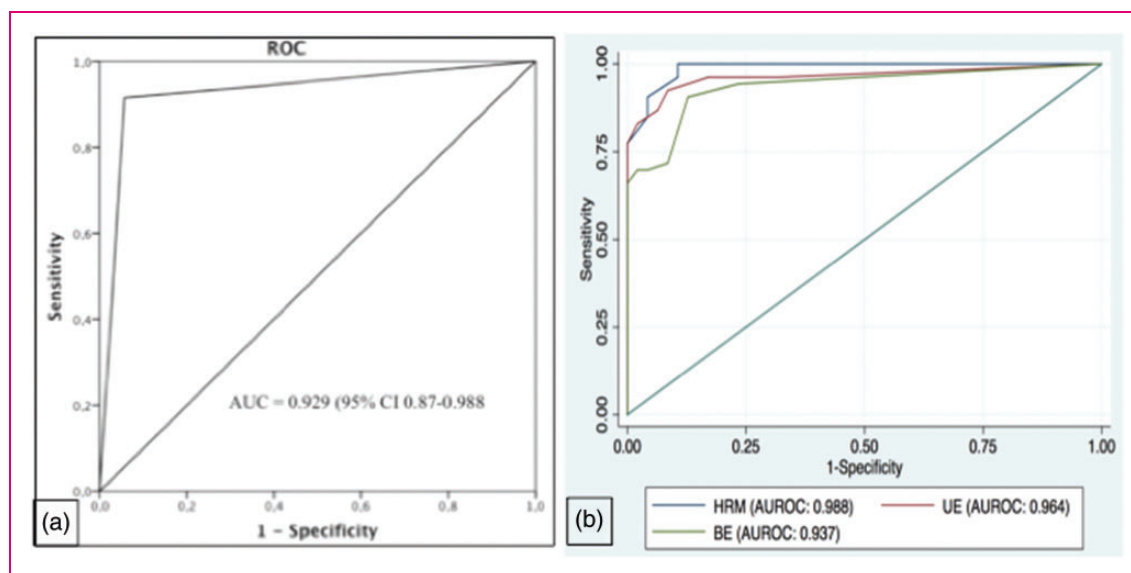 ROC
1,0
0,8
0,6
0,4
0,2
0,0
Sensitivity
AUC = 0.929 (95% CI 0.87-0.988
0,0 0,2 0,4 0,6 0,8 1,0
1 - Specificity
(a)
1.00
0.75
0.50
0.25
0.00
Sensitivity
0.00 0.25 0.50 0.75 1.00
1-Specificity
HRM (AUROC: 0.988) UE (AUROC: 0.964)
BE (AUROC: 0.937)
(b)